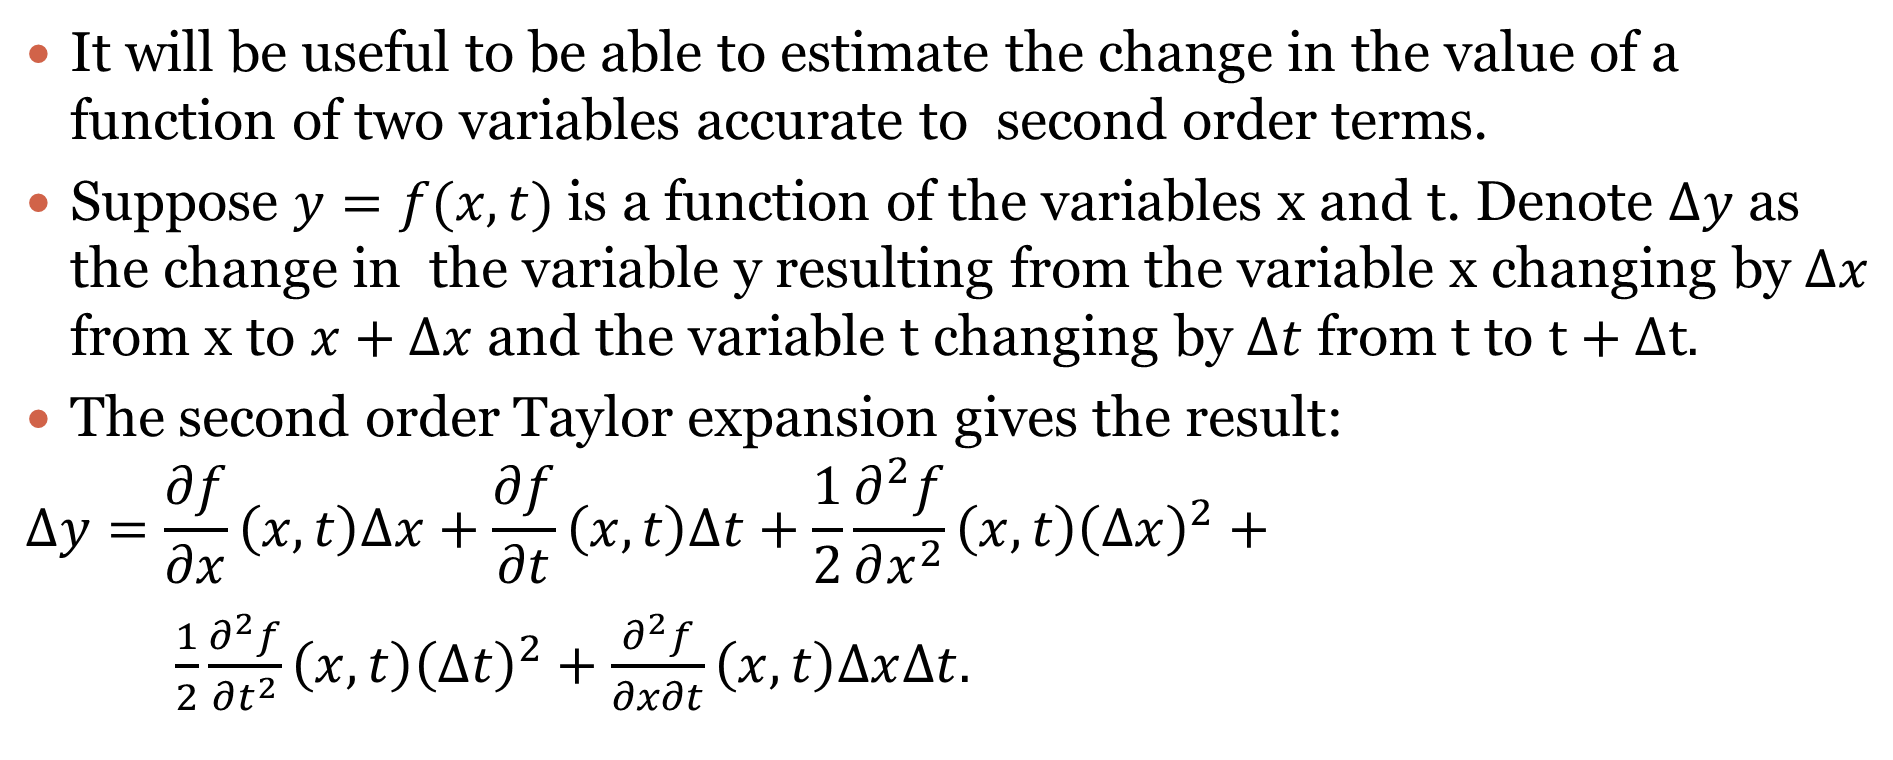 • It will be useful to be able to estimate the change in the value of a
function of two variables accurate to  second order terms.
• Suppose y = f(x, t) is a function of the variables x and t. Denote Δy as
the change in  the variable y resulting from the variable x changing by Δx
from x to x + Δx and the variable t changing by Δt from t to t + Δt.
• The second order Taylor expansion gives the result:
Δy = ∂f/∂x (x, t)Δx + ∂f/∂t (x, t)Δt + 1/2 ∂²f/∂x² (x, t)(Δx)² +
1/2 ∂²f/∂t² (x, t)(Δt)² + ∂²f/∂x∂t (x, t)ΔxΔt.